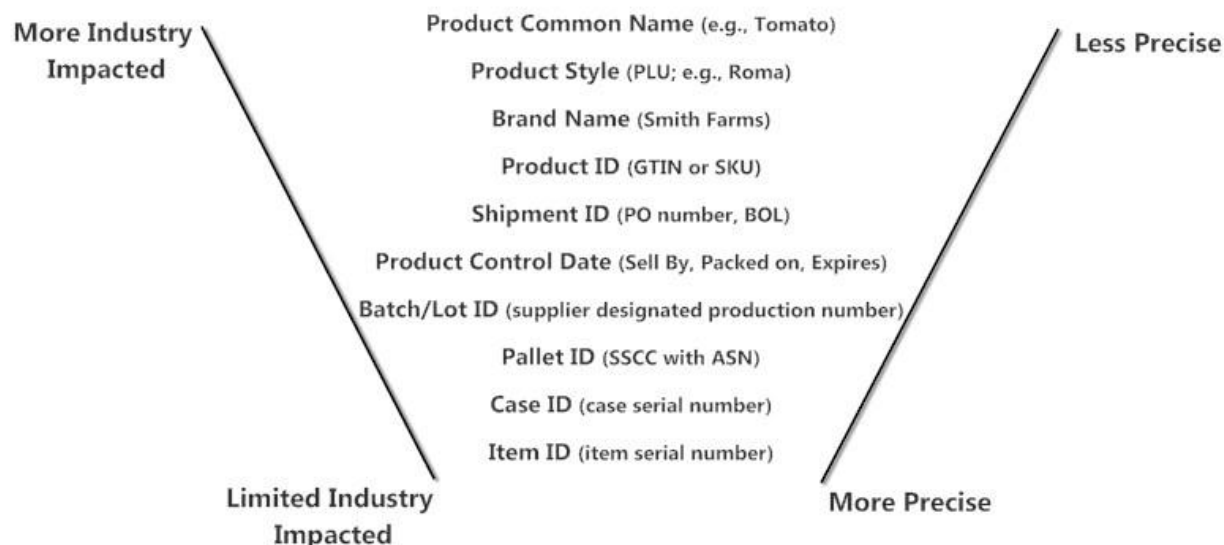 More Industry
Impacted
Product Common Name (e.g., Tomato)
Less Precise
Product Style (PLU; e.g., Roma)
Brand Name (Smith Farms)
Product ID (GTIN or SKU)
Shipment ID (PO number, BOL)
Product Control Date (Sell By, Packed on, Expires)
Batch/Lot ID (supplier designated production number)
Pallet ID (SSCC with ASN)
Case ID (case serial number)
Item ID (item serial number)
Limited Industry
Impacted
More Precise